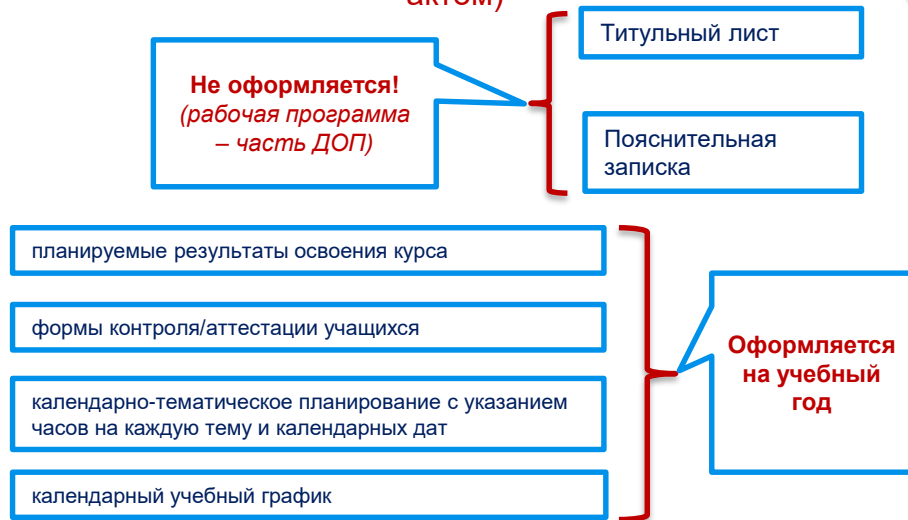 актом)
Титульный лист
Не оформляется!
(рабочая программа
– часть ДОП)
Пояснительная
записка
планируемые результаты освоения курса
формы контроля/аттестации учащихся
Оформляется
на учебный
год
календарно-тематическое планирование с указанием
часов на каждую тему и календарных дат
календарный учебный график